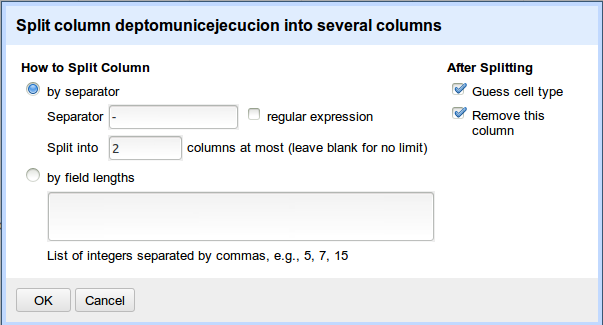 Split column deptomunicejecucion into several columns
How to Split Column
by separator
Separator - regular expression
Split into 2 columns at most (leave blank for no limit)
by field lengths
List of integers separated by commas, e.g., 5, 7, 15
After Splitting
Guess cell type
Remove this
column
OK Cancel